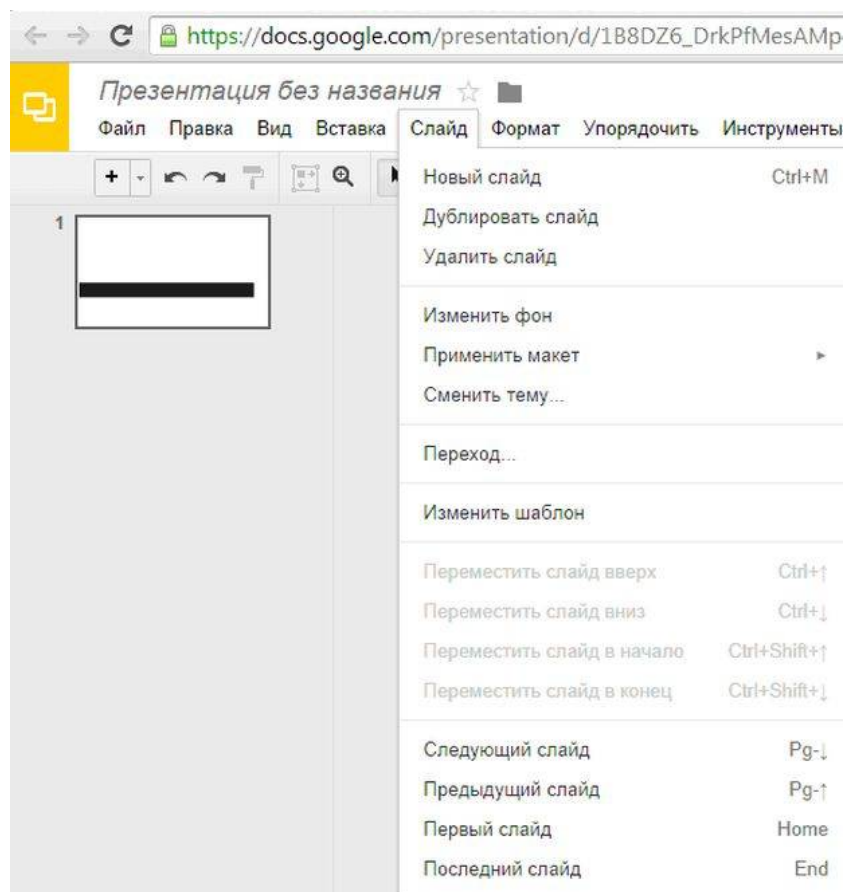 https://docs.google.com/presentation/d/1B8DZ6_DrkPfMesAMp
Презентация без названия
Файл Правка Вид Вставка Слайд Формат Упорядочить Инструменты
Новый слайд Ctrl+M
Дублировать слайд
Удалить слайд
1
Изменить фон
Применить макет
Сменить тему...
Переход...
Изменить шаблон
Переместить слайд вверх Ctrl+↑
Переместить слайд вниз Ctrl+↓
Переместить слайд в начало Ctrl+Shift+↑
Переместить слайд в конец Ctrl+Shift+↓
Следующий слайд Pg-↓
Предыдущий слайд Pg-↑
Первый слайд Home
Последний слайд End